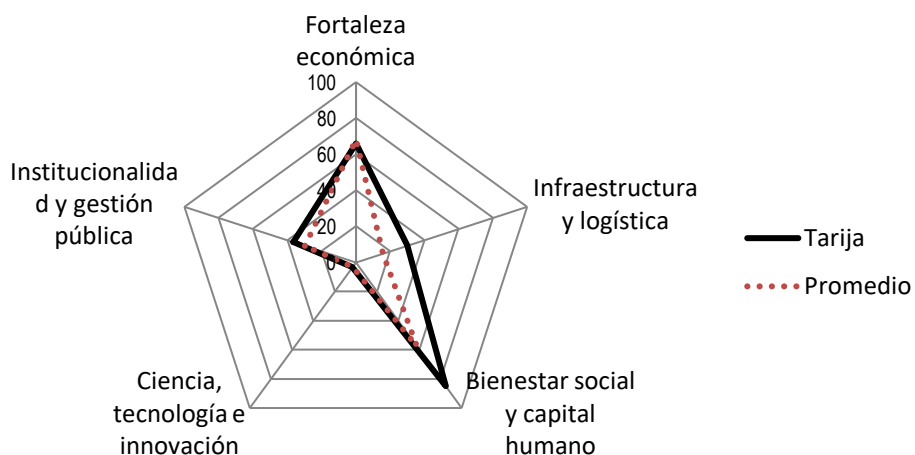 Fortaleza
económica
100
80
60
40
20
0
Infraestructura
y logística
Bienestar social
y capital
humano
Ciencia,
tecnología e
innovación
Institucionalida
d y gestión
pública
Tarija
Promedio